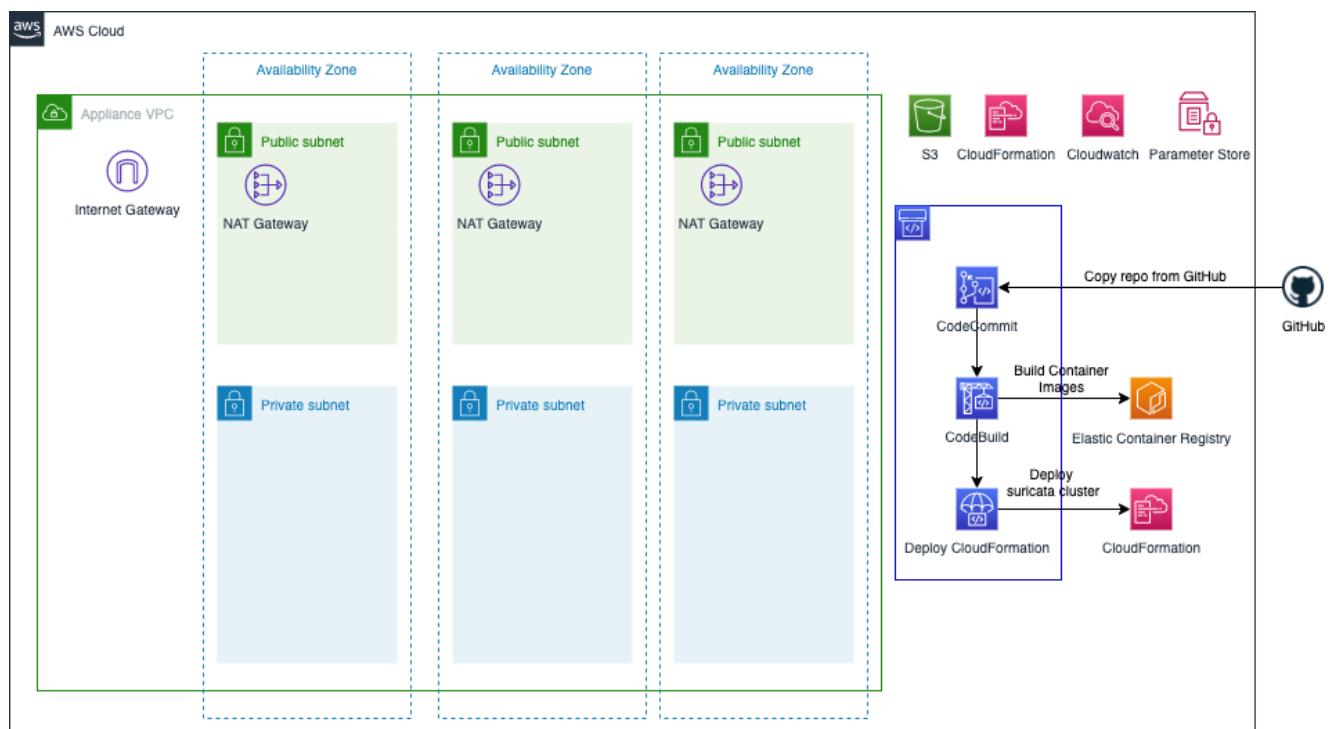 aws
AWS Cloud
Availability Zone
Availability Zone
Availability Zone
Appliance VPC
Internet Gateway
Public subnet
NAT Gateway
Public subnet
NAT Gateway
Public subnet
NAT Gateway
Private subnet
Private subnet
Private subnet
S3
CloudFormation
Cloudwatch
Parameter Store
Copy repo from GitHub
GitHub
CodeCommit
Build Container
Images
CodeBuild
Elastic Container Registry
Deploy
suricata cluster
Deploy CloudFormation
CloudFormation